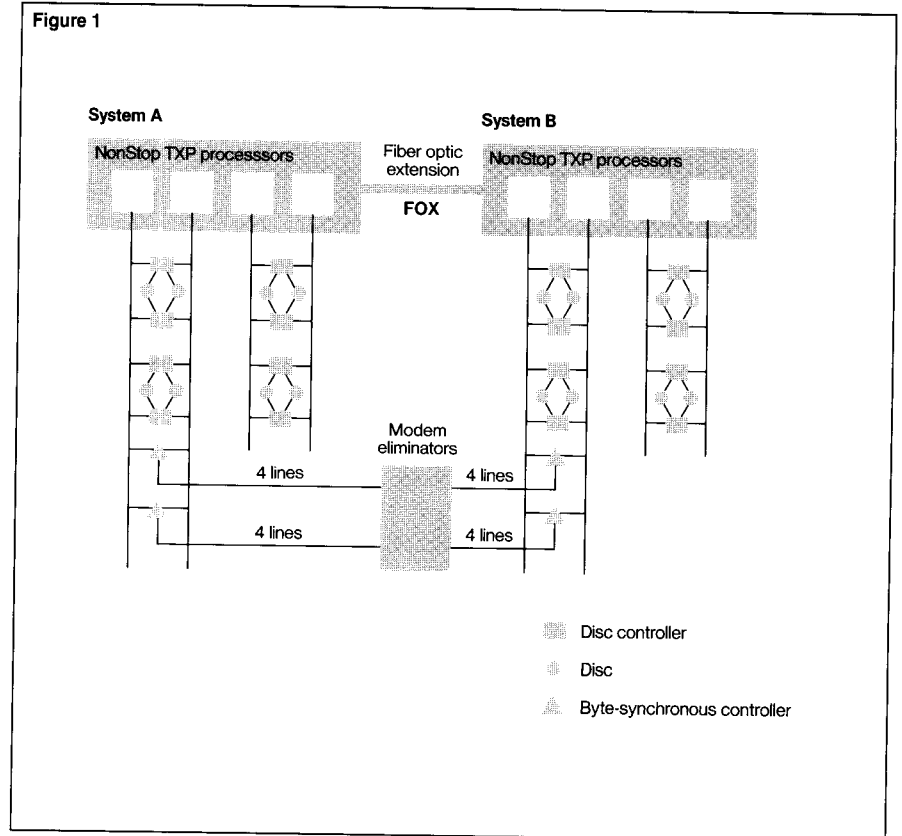 Figure 1
System A
System B
NonStop TXP processsors
Fiber optic
extension
FOX
NonStop TXP processors
Modem
eliminators
4 lines
4 lines
4 lines
4 lines
Disc controller
Disc
Byte-synchronous controller